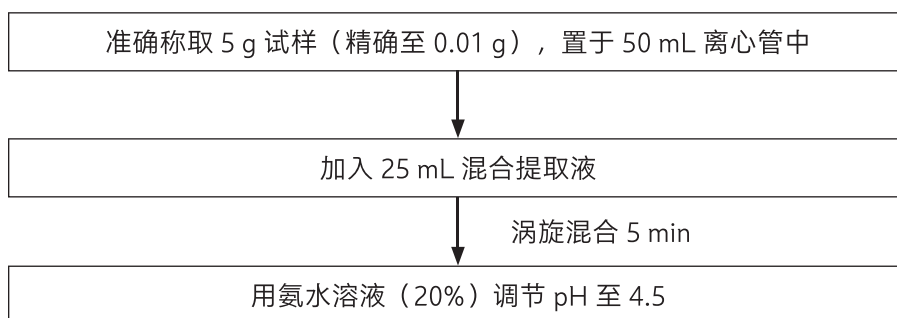 准确称取 5 g 试样（精确至 0.01 g），置于 50 mL 离心管中
加入 25 mL 混合提取液
涡旋混合 5 min
用氨水溶液（20%）调节 pH 至 4.5